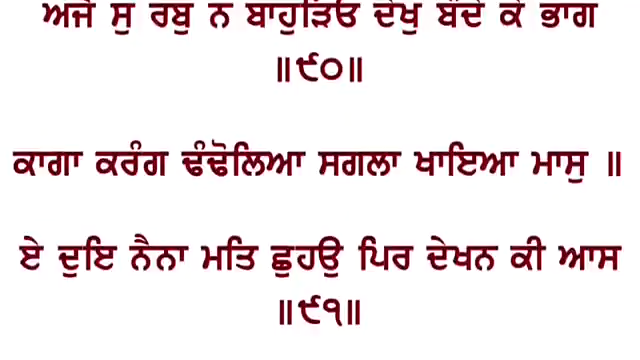 ਅਜੈ ਸੁ ਰਬੁ ਨ ਬਾਹੁੜਿਓ ਦੇਖੁ ਬੰਦੇ ਕੇ ਭਾਗ
॥੯੦॥
ਕਾਗਾ ਕਰੰਗ ਢੰਢੋਲਿਆ ਸਗਲਾ ਖਾਇਆ ਮਾਸੁ ॥
ਏ ਦੁਇ ਨੈਨਾ ਮਤਿ ਛੁਹਉ ਪਿਰ ਦੇਖਨ ਕੀ ਆਸ
॥੯੧॥